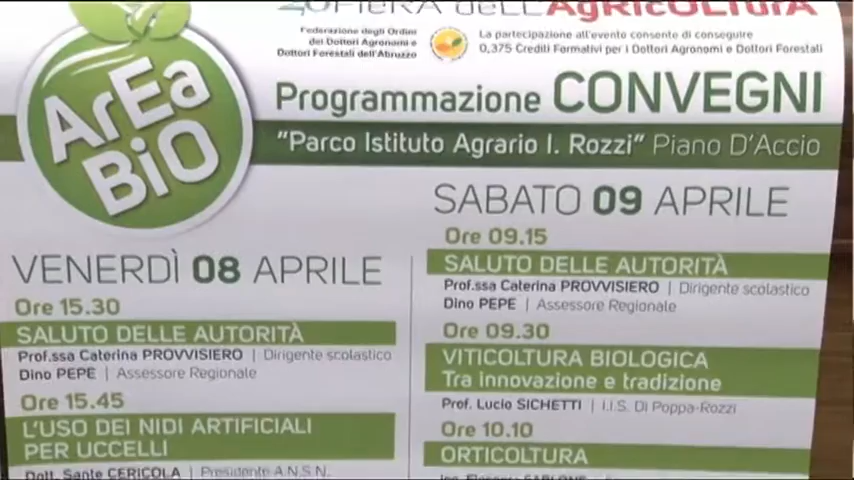 FIERA dELL'AgRICOLTUrA
Federazione degli Ordini
dei Dottori Agronomi e
Dottori Forestali dell'Abruzzo
La partecipazione all'evento consente di conseguire
0,375 Crediti Formativi per i Dottori Agronomi e Dottori Forestali
ArEa
BiO
Programmazione CONVEGNI
"Parco Istituto Agrario I. Rozzi" Piano D'Accio
VENERDÌ 08 APRILE
Ore 15.30
SALUTO DELLE AUTORITÀ
Prof.ssa Caterina PROVVISIERO | Dirigente scolastico
Dino PEPE | Assessore Regionale
Ore 15.45
L'USO DEI NIDI ARTIFICIALI
PER UCCELLI
Dott. Sante CERICOLA | Presidente A.N.S.N.
SABATO 09 APRILE
Ore 09.15
SALUTO DELLE AUTORITÀ
Prof.ssa Caterina PROVVISIERO | Dirigente scolastico
Dino PEPE | Assessore Regionale
Ore 09.30
VITICOLTURA BIOLOGICA
Tra innovazione e tradizione
Prof. Lucio SICHETTI | I.I.S. Di Poppa-Rozzi
Ore 10.10
ORTICOLTURA